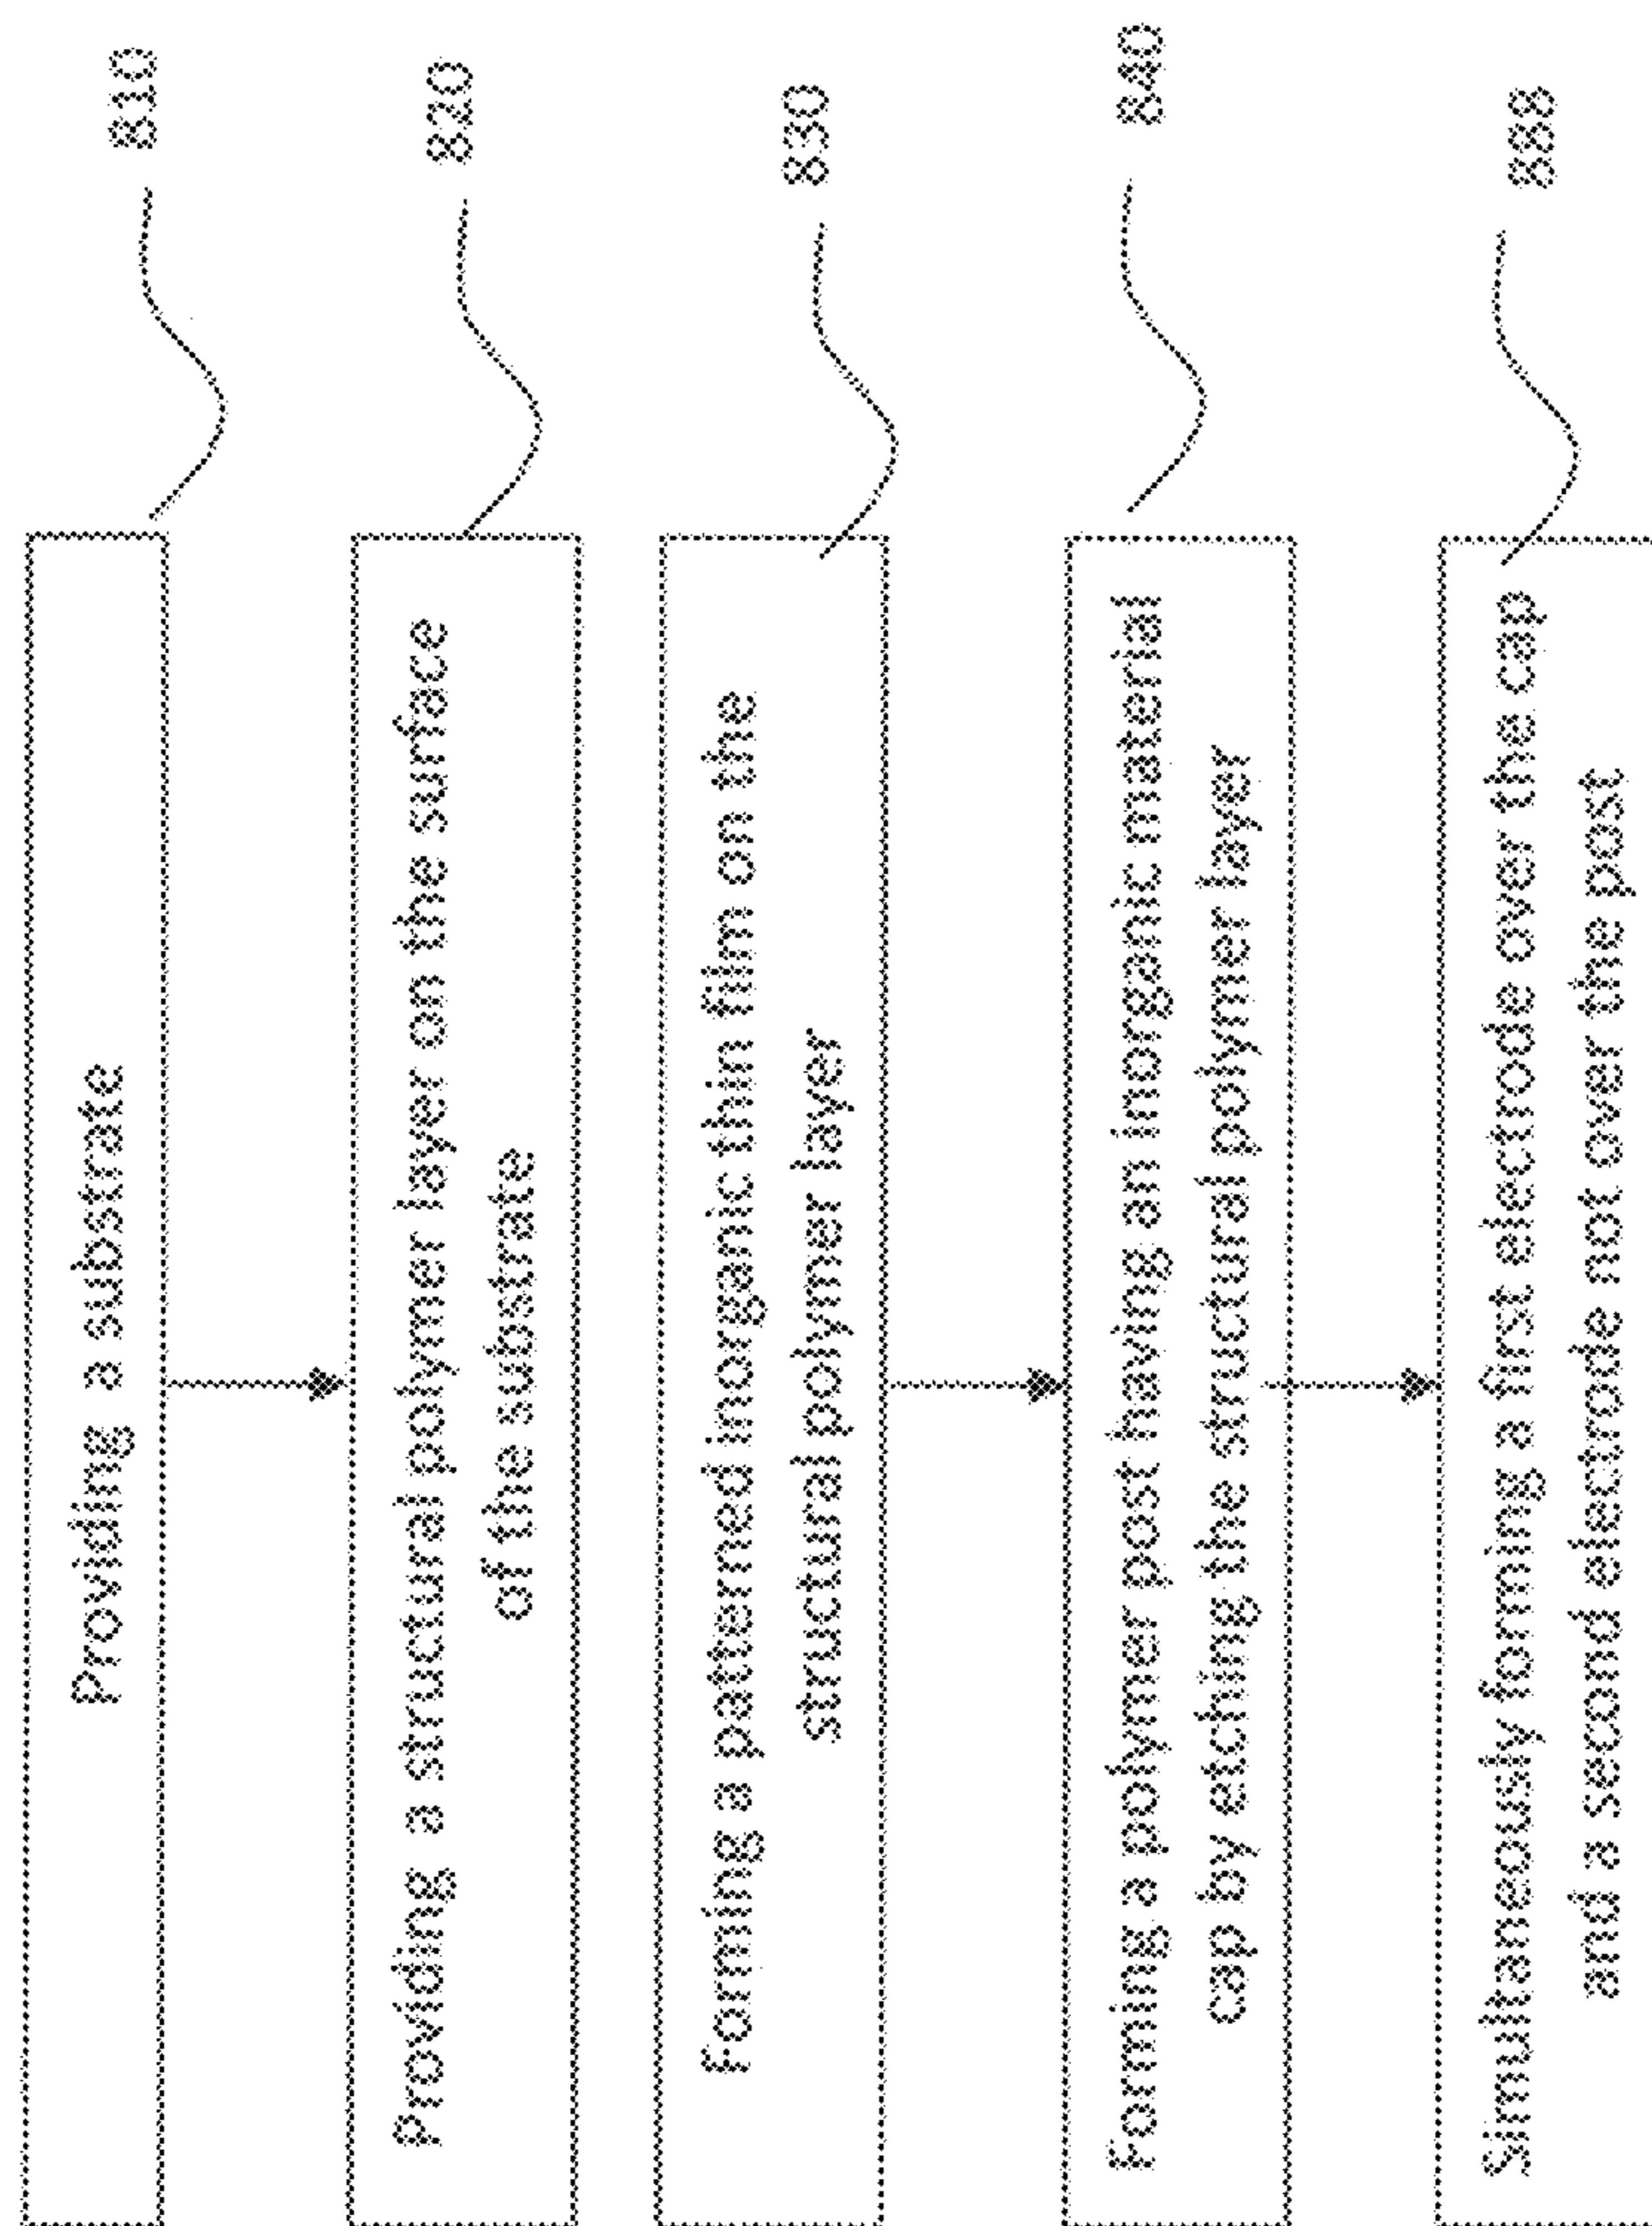 Providing a substrate
810
Providing a structural polymer layer on the surface
of the substrate
820
Forming a patterned inorganic thin film on the
structural polymer layer
830
Forming a polymer post having an inorganic material
cap by etching the structural polymer layer
840
Simultaneously forming a first electrode over the cap
and a second electrode not over the post
888